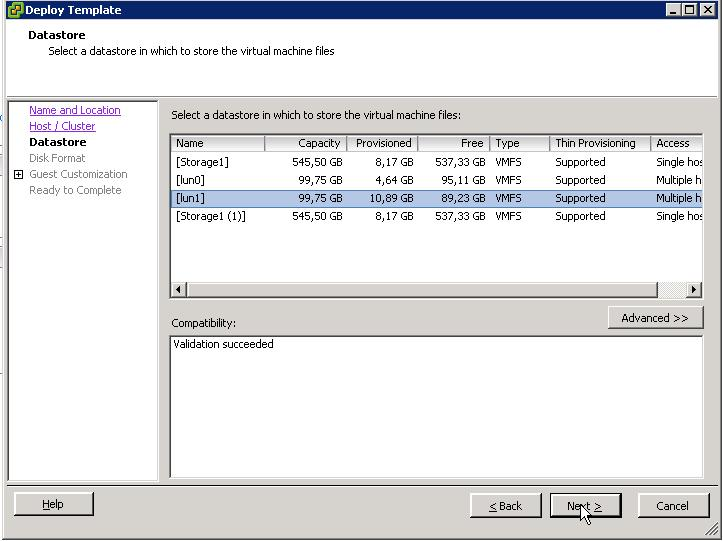 Deploy Template
Datastore
Select a datastore in which to store the virtual machine files
Name and Location
Host / Cluster
Datastore
Disk Format
Guest Customization
Ready to Complete
Select a datastore in which to store the virtual machine files:
Name Capacity Provisioned Free Type Thin Provisioning Access
[Storage1] 545,50 GB 8,17 GB 537,33 GB VMFS Supported Single hos
[lun0] 99,75 GB 4,64 GB 95,11 GB VMFS Supported Multiple h
[lun1] 99,75 GB 10,89 GB 89,23 GB VMFS Supported Multiple h
[Storage1 (1)] 545,50 GB 8,17 GB 537,33 GB VMFS Supported Single hos
Advanced >>
Compatibility:
Validation succeeded
Help
< Back
Next >
Cancel